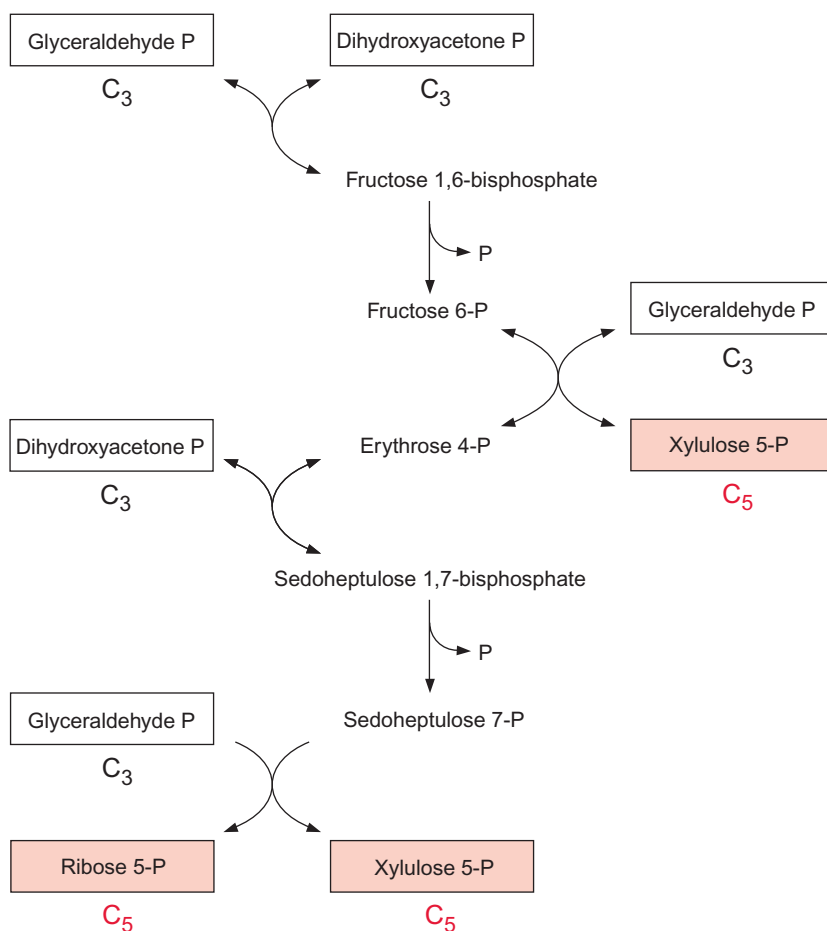 Glyceraldehyde P
Dihydroxyacetone P
C3
C3
Fructose 1,6-bisphosphate
P
Fructose 6-P
Glyceraldehyde P
C3
Dihydroxyacetone P
Erythrose 4-P
Xylulose 5-P
C3
C5
Sedoheptulose 1,7-bisphosphate
P
Glyceraldehyde P
Sedoheptulose 7-P
C3
Ribose 5-P
Xylulose 5-P
C5
C5